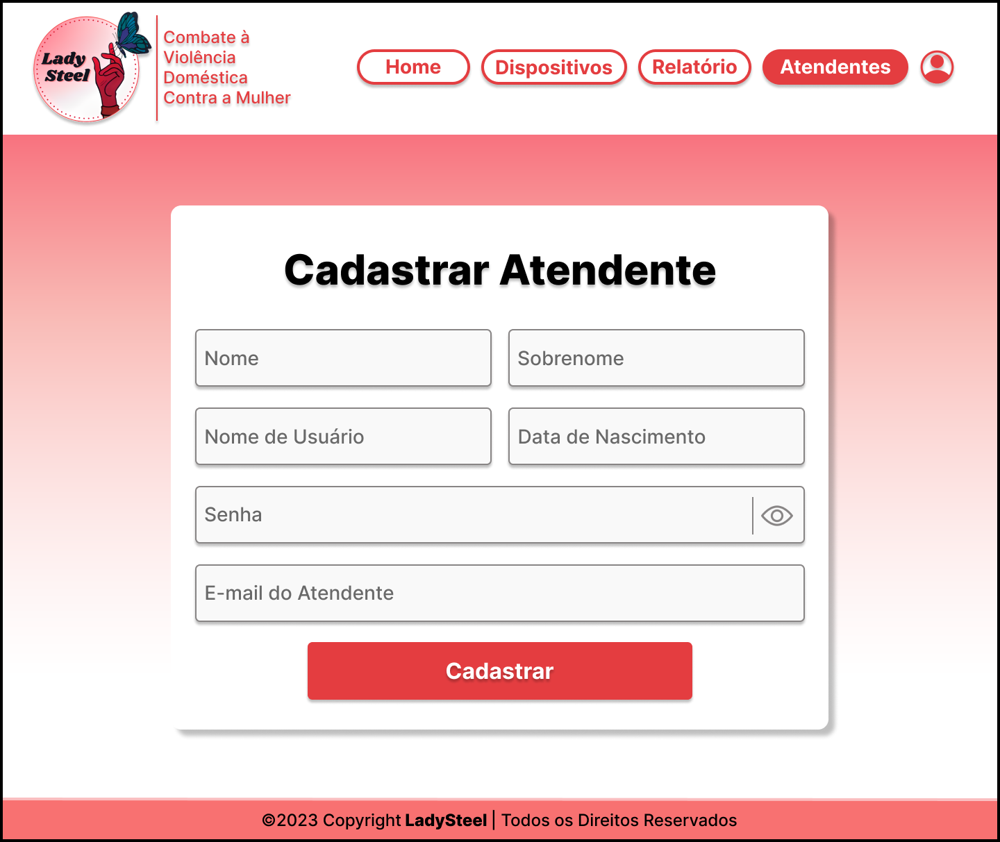 Lady
Steel
Combate à
Violência
Doméstica
Contra a Mulher
Home
Dispositivos
Relatório
Atendentes
Cadastrar Atendente
Nome
Sobrenome
Nome de Usuário
Data de Nascimento
Senha
E-mail do Atendente
Cadastrar
©2023 Copyright LadySteel | Todos os Direitos Reservados